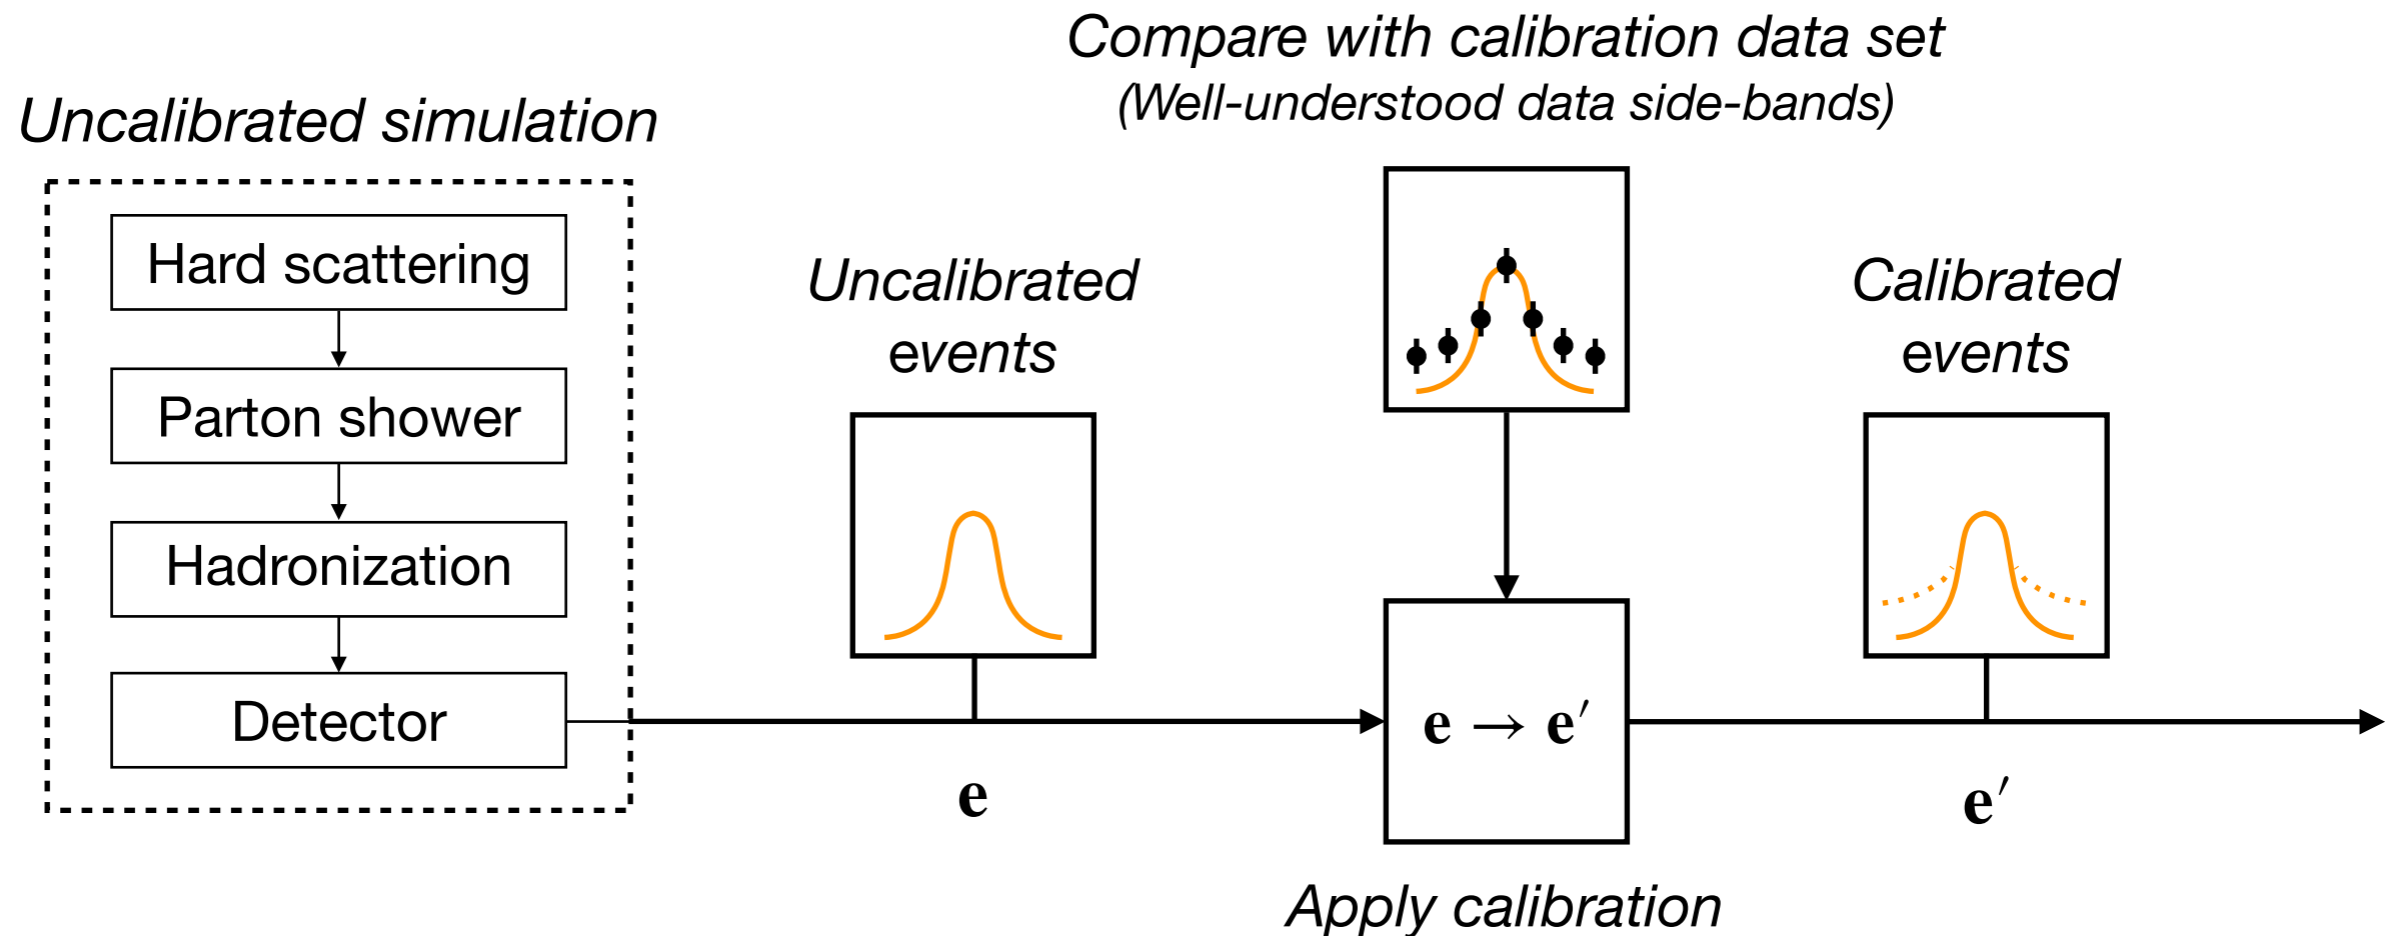 Compare with calibration data set
(Well-understood data side-bands)
Uncalibrated simulation
Hard scattering
Parton shower
Hadronization
Detector
Uncalibrated
events
e
e → e′
Apply calibration
Calibrated
events
e′